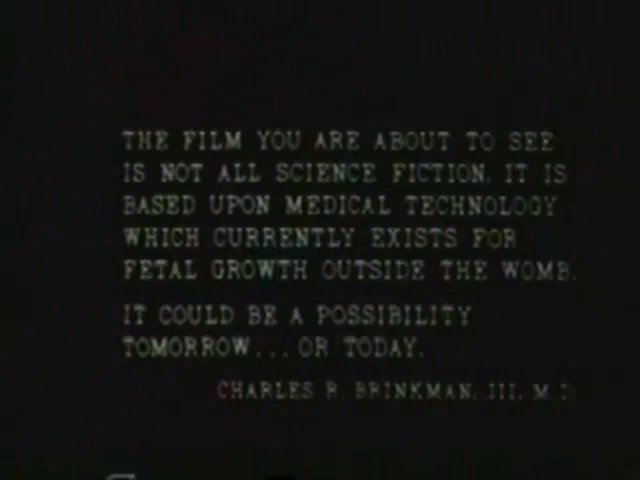 THE FILM YOU ARE ABOUT TO SEE
IS NOT ALL SCIENCE FICTION. IT IS
BASED UPON MEDICAL TECHNOLOGY
WHICH CURRENTLY EXISTS FOR
FETAL GROWTH OUTSIDE THE WOMB.
IT COULD BE A POSSIBILITY
TOMORROW... OR TODAY.
CHARLES R. BRINKMAN, III, M.D.